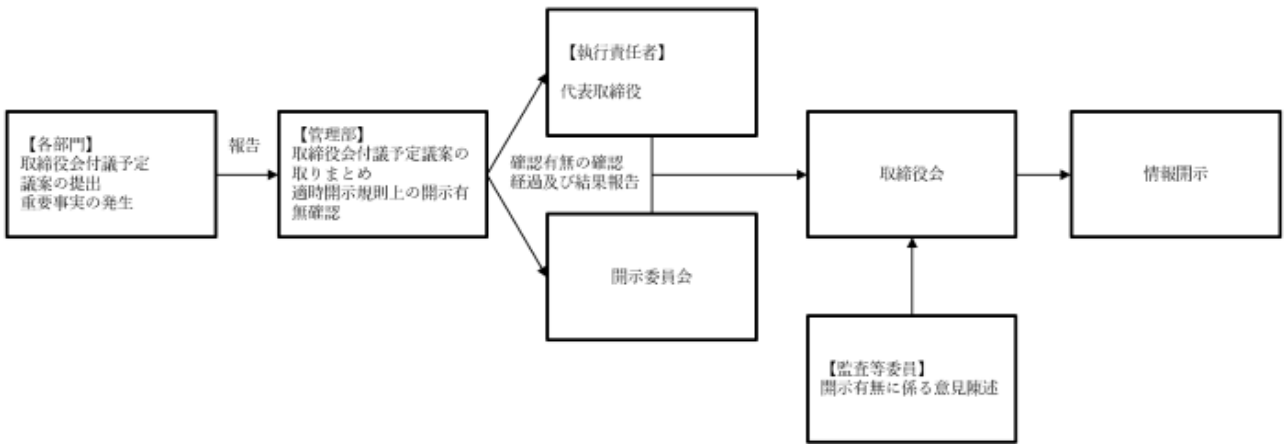 【各部門】
取締役会付議予定
議案の提出
重要事実の発生
報告
【管理部】
取締役会付議予定議案の
取りまとめ
適時開示規則上の開示有
無確認
【執行責任者】
代表取締役
確認有無の確認
経過及び結果報告
開示委員会
取締役会
【監査等委員】
開示有無に係る意見陳述
情報開示